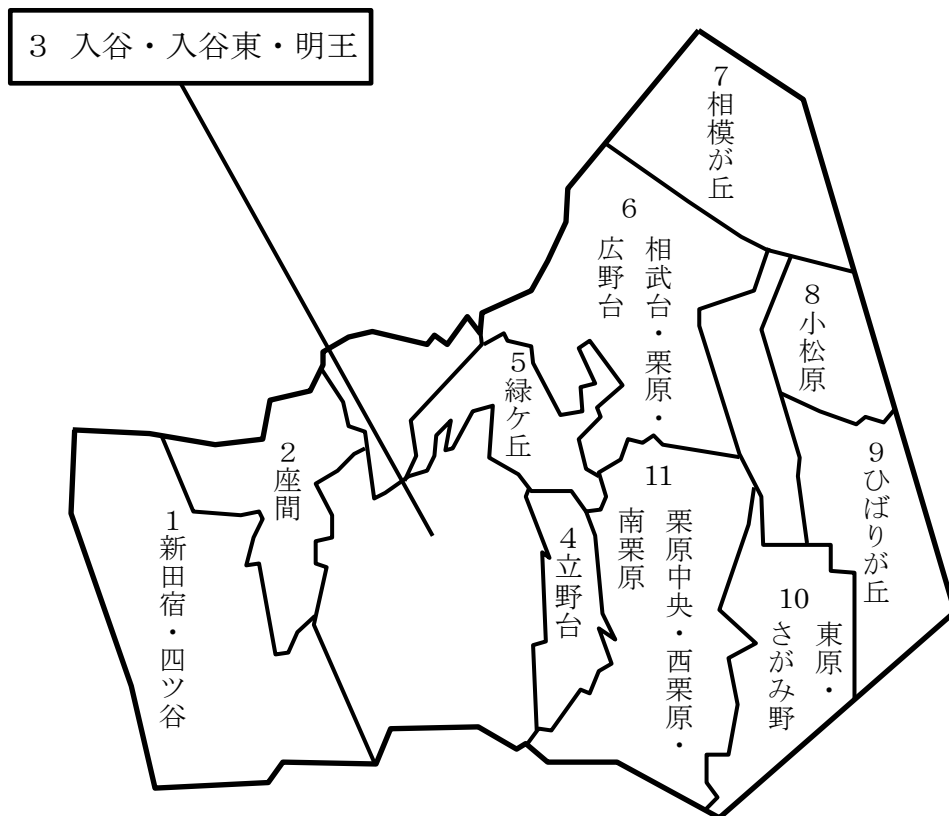 3 入谷・入谷東・明王
7 相模が丘
6 相武台・栗原・
広野台
8 小松原
5 緑ケ丘
2 座間
9 ひばりが丘
11 栗原中央・西栗原・
南栗原
1 新田宿・四ツ谷
4 立野台
10 東原・
さがみ野